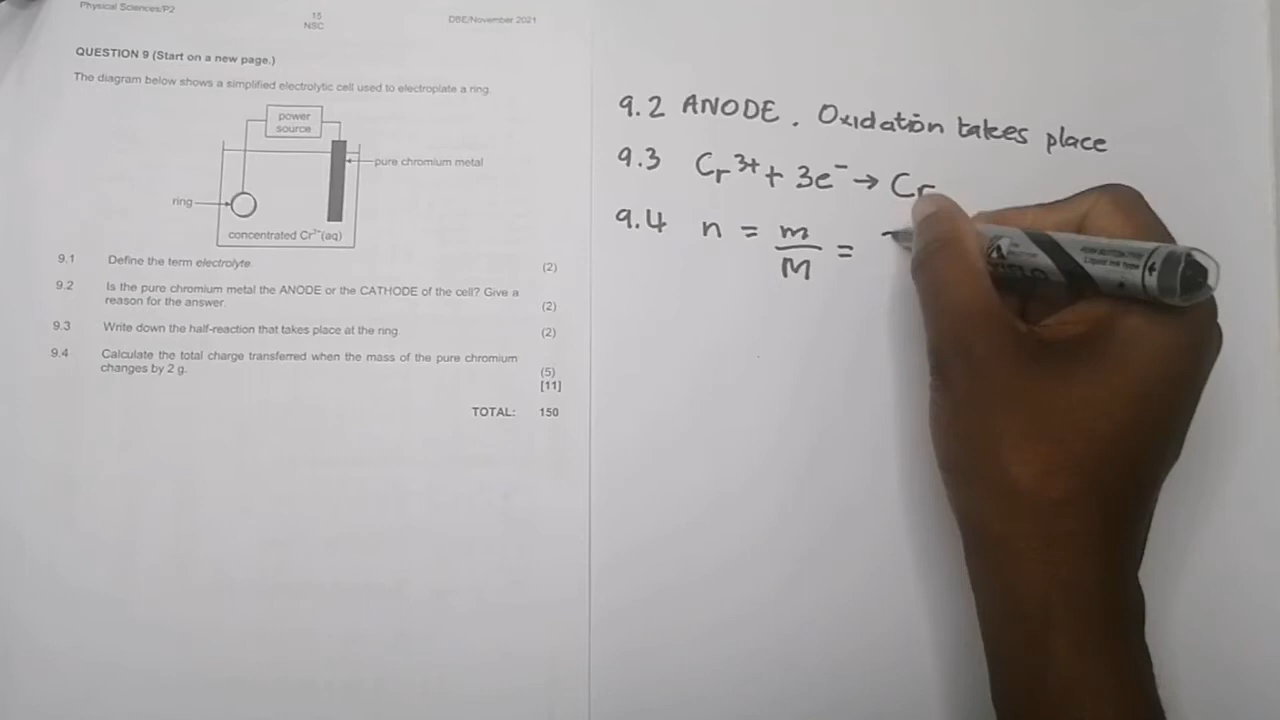 Physical Sciences/P2
15
NSC
DBE/November 2021
QUESTION 9 (Start on a new page.)
The diagram below shows a simplified electrolytic cell used to electroplate a ring.
power
source
pure chromium metal
ring
concentrated Cr³⁺(aq)
9.1 Define the term electrolyte. (2)
9.2 Is the pure chromium metal the ANODE or the CATHODE of the cell? Give a
reason for the answer. (2)
9.3 Write down the half-reaction that takes place at the ring. (2)
9.4 Calculate the total charge transferred when the mass of the pure chromium
changes by 2 g. (5)
[11]
TOTAL: 150
9.2 ANODE. Oxidation takes place
9.3 Cr³⁺ + 3e⁻ → Cr
9.4 n = m/M =
Liquid ink type